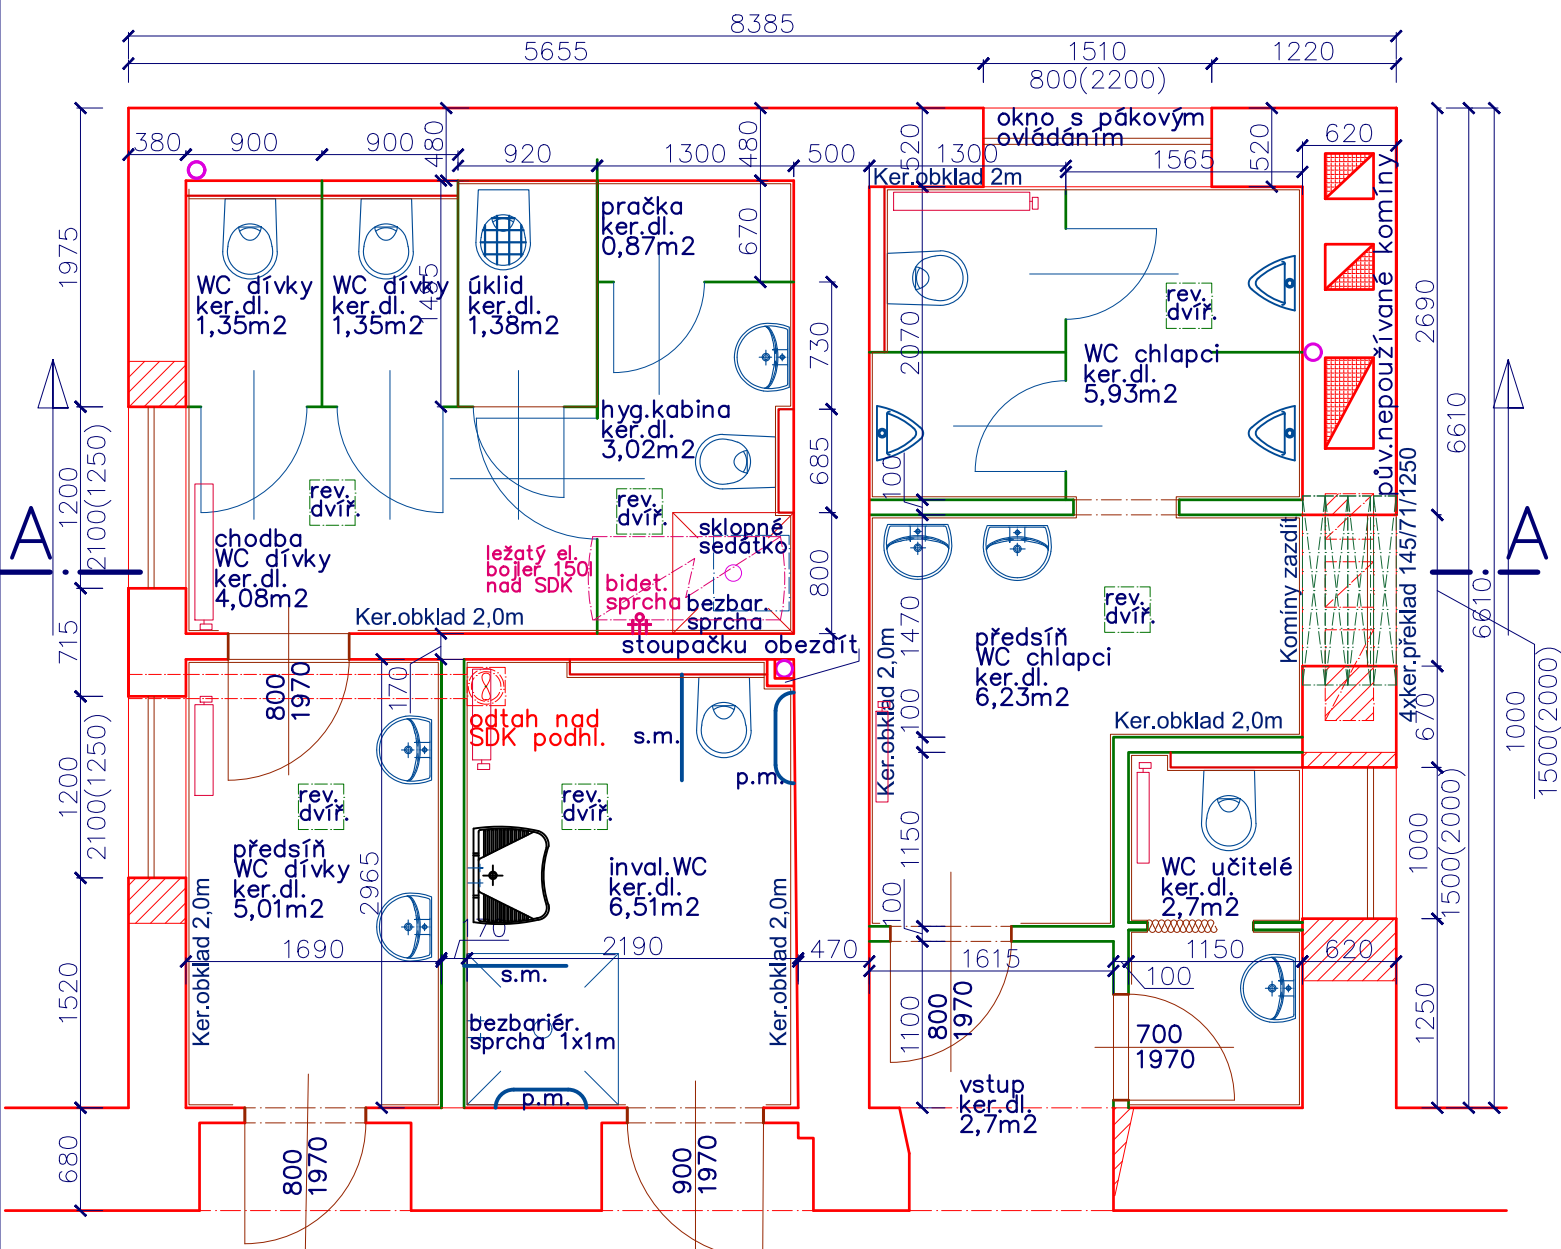 8385
5655
1510
800(2200)
1220
okno s pákovým
ovládáním
380
900
900
480
920
1300
480
500
520
1300
1565
520
620
Ker.obklad 2m
1975
WC dívky
ker.dl.
1,35m2
WC dívky
ker.dl.
1,35m2
úklid
ker.dl.
1,38m2
pračka
ker.dl.
0,87m2
670
730
2070
rev.
dvíř.
WC chlapci
ker.dl.
5,93m2
pův.nepoužívané komíny
2690
6610
hyg.kabina
ker.dl.
3,02m2
685
100
1200
2100(1250)
rev.
dvíř.
rev.
dvíř.
sklopné
sedátko
A
A
chodba
WC dívky
ker.dl.
4,08m2
ležatý el.
bojler 150l
nad SDK
bidet.
sprcha
bezbar.
sprcha
800
Ker.obklad 2,0m
stoupačku obezdít
1470
předsíň
WC chlapci
ker.dl.
6,23m2
rev.
dvíř.
Komíny zazdít
4xker.překlad 145/71/1250
6610
715
800
1970
170
odtah nad
SDK podhl.
s.m.
p.m.
Ker.obklad 2,0m
100
Ker.obklad 2,0m
670
1000
1500(2000)
1200
2100(1250)
rev.
dvíř.
rev.
dvíř.
předsíň
WC dívky
ker.dl.
5,01m2
2965
inval.WC
ker.dl.
6,51m2
1150
WC učitelé
ker.dl.
2,7m2
1000
1500(2000)
Ker.obklad 2,0m
Ker.obklad 2,0m
100
1690
70
2190
470
1615
1150
620
100
s.m.
1520
bezbariér.
sprcha 1x1m
p.m.
1100
800
1970
700
1970
1250
vstup
ker.dl.
2,7m2
680
800
1970
900
1970